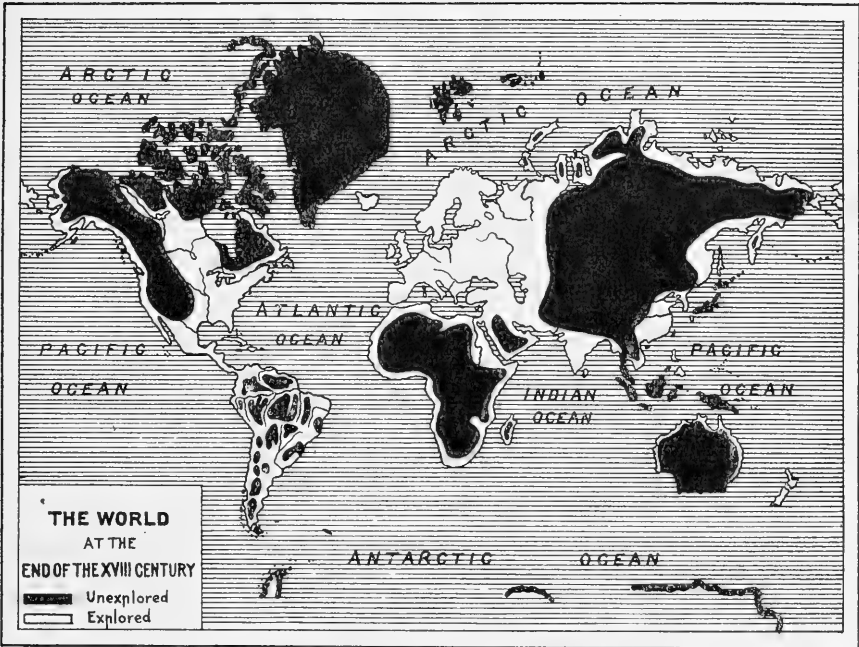 ARCTIC
OCEAN
ARCTIC OCEAN
ATLANTIC
OCEAN
PACIFIC
OCEAN
INDIAN
OCEAN
PACIFIC
OCEAN
ANTARCTIC OCEAN
THE WORLD
AT THE
END OF THE XVIII CENTURY
Unexplored
Explored